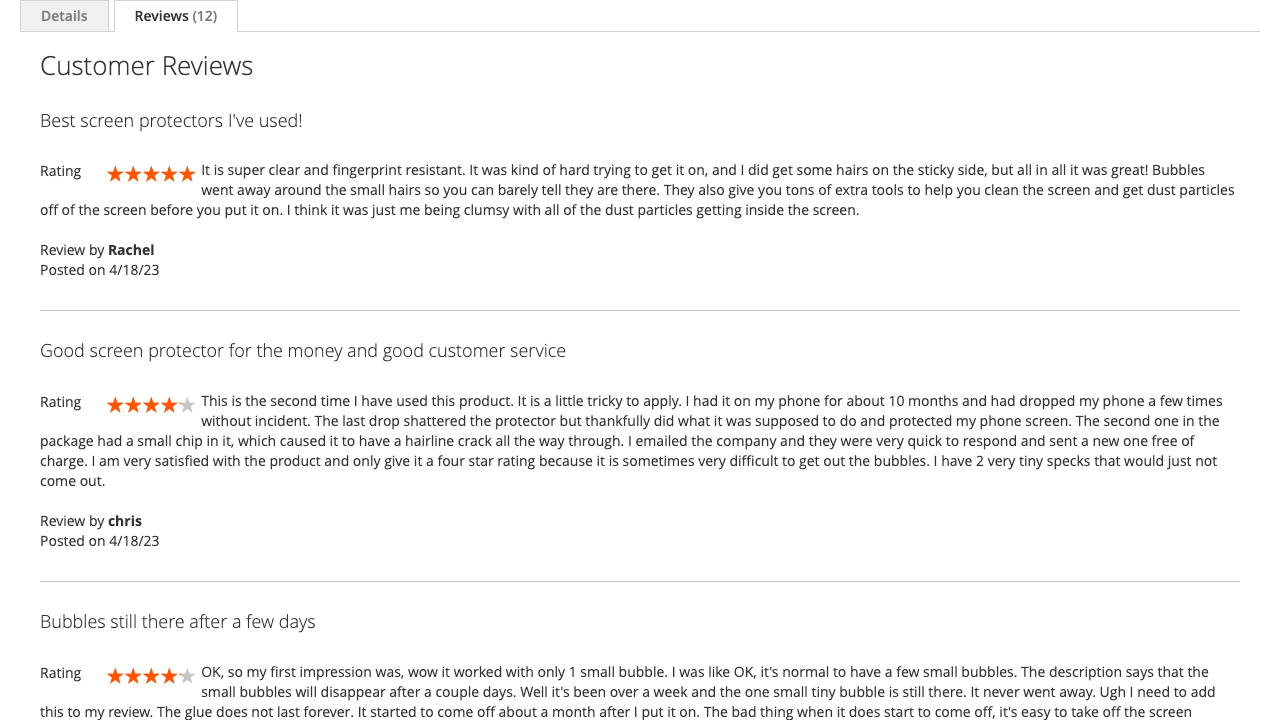 Details
Reviews (12)
Customer Reviews
Best screen protectors I've used!
Rating
It is super clear and fingerprint resistant. It was kind of hard trying to get it on, and I did get some hairs on the sticky side, but all in all it was great! Bubbles
went away around the small hairs so you can barely tell they are there. They also give you tons of extra tools to help you clean the screen and get dust particles
off of the screen before you put it on. I think it was just me being clumsy with all of the dust particles getting inside the screen.
Review by Rachel
Posted on 4/18/23
Good screen protector for the money and good customer service
Rating
This is the second time I have used this product. It is a little tricky to apply. I had it on my phone for about 10 months and had dropped my phone a few times
without incident. The last drop shattered the protector but thankfully did what it was supposed to do and protected my phone screen. The second one in the
package had a small chip in it, which caused it to have a hairline crack all the way through. I emailed the company and they were very quick to respond and sent a new one free of
charge. I am very satisfied with the product and only give it a four star rating because it is sometimes very difficult to get out the bubbles. I have 2 very tiny specks that would just not
come out.
Review by chris
Posted on 4/18/23
Bubbles still there after a few days
Rating
OK, so my first impression was, wow it worked with only 1 small bubble. I was like OK, it's normal to have a few small bubbles. The description says that the
small bubbles will disappear after a couple days. Well it's been over a week and the one small tiny bubble is still there. It never went away. Ugh I need to add
this to my review. The glue does not last forever. It started to come off about a month after I put it on. The bad thing when it does start to come off, it's easy to take off the screen